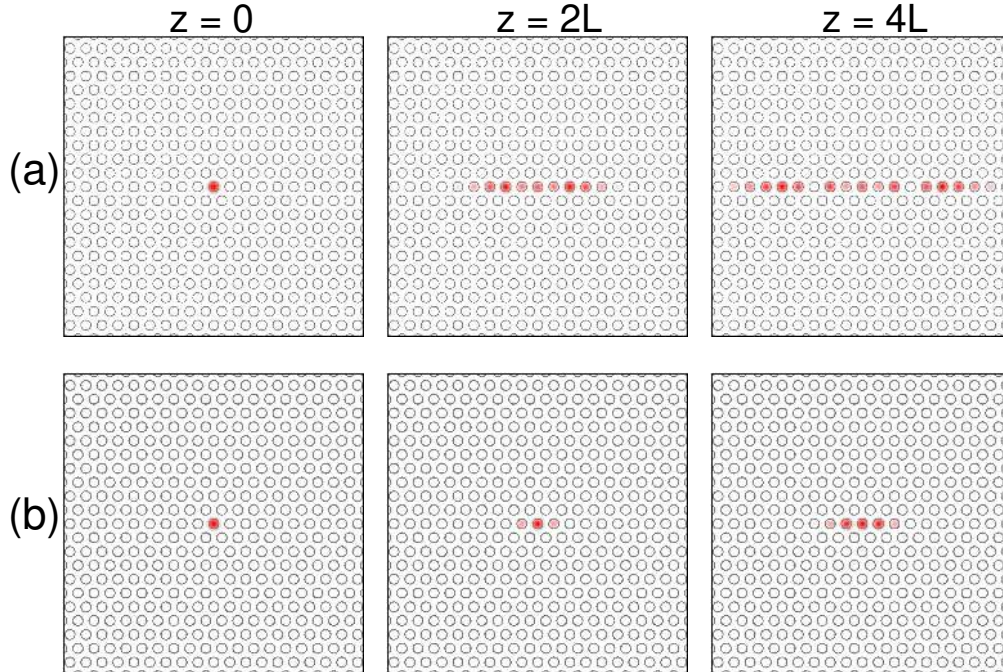 z = 0 z = 2L z = 4L
(a)
(b)